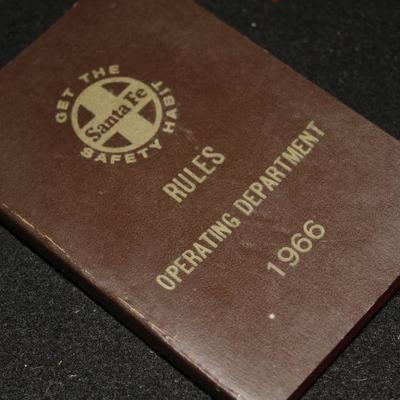 GET THE
Santa Fe
SAFETY HABIT
RULES
OPERATING DEPARTMENT
1966